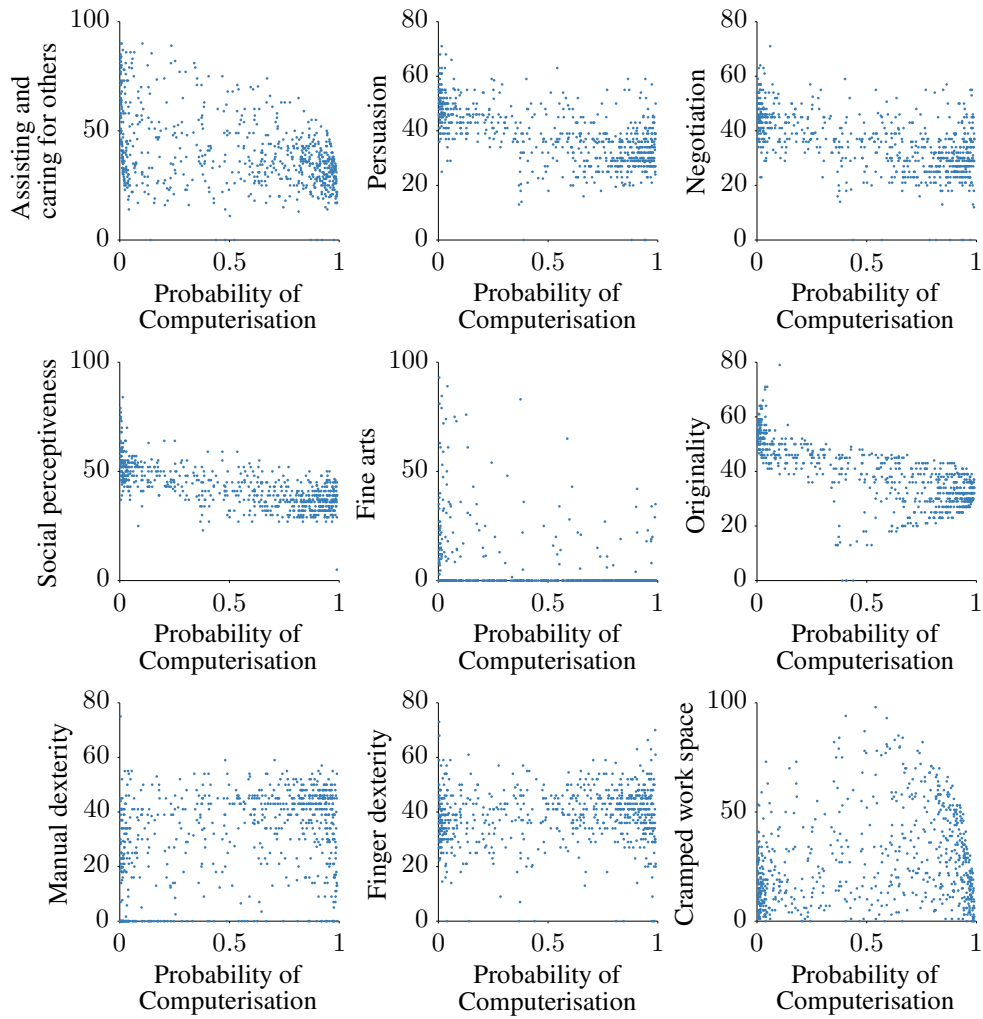 100
50
0
Assisting and
caring for others
0 0.5 1
Probability of
Computerisation
80
60
40
20
0
Persuasion
0 0.5 1
Probability of
Computerisation
80
60
40
20
0
Negotiation
0 0.5 1
Probability of
Computerisation
100
50
0
Social perceptiveness
0 0.5 1
Probability of
Computerisation
100
50
0
Fine arts
0 0.5 1
Probability of
Computerisation
80
60
40
20
0
Originality
0 0.5 1
Probability of
Computerisation
80
60
40
20
0
Manual dexterity
0 0.5 1
Probability of
Computerisation
80
60
40
20
0
Finger dexterity
0 0.5 1
Probability of
Computerisation
100
50
0
Cramped work space
0 0.5 1
Probability of
Computerisation